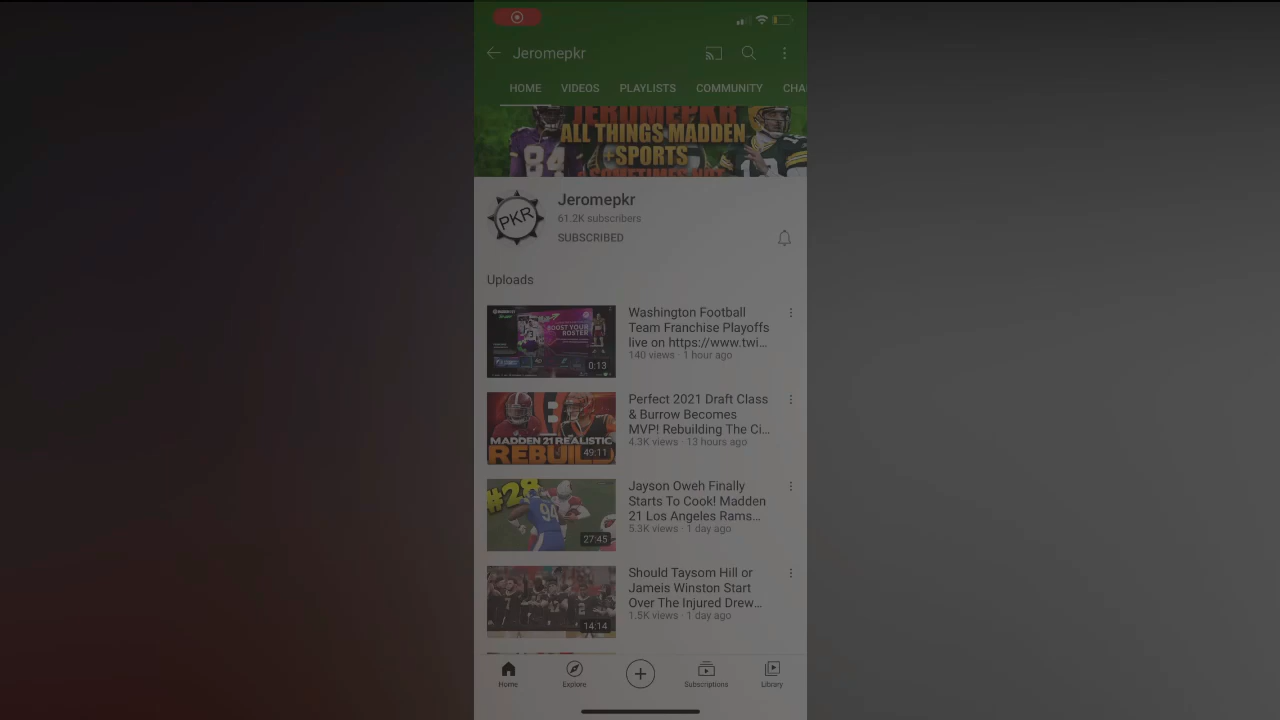 Jeromepkr
HOME VIDEOS PLAYLISTS COMMUNITY CHA
JEROMEPKR
ALL THINGS MADDEN
+SPORTS
PKR
Jeromepkr
61.2K subscribers
SUBSCRIBED
Uploads
BOOST YOUR
ROSTER
0:13
Washington Football
Team Franchise Playoffs
live on https://www.twi...
140 views · 1 hour ago
MADDEN 21 REALISTIC
REBUILD
49:11
Perfect 2021 Draft Class
& Burrow Becomes
MVP! Rebuilding The Ci...
4.3K views · 13 hours ago
#28
94
27:45
Jayson Oweh Finally
Starts To Cook! Madden
21 Los Angeles Rams...
5.3K views · 1 day ago
14:14
Should Taysom Hill or
Jameis Winston Start
Over The Injured Drew...
1.5K views · 1 day ago
Home Explore Subscriptions Library